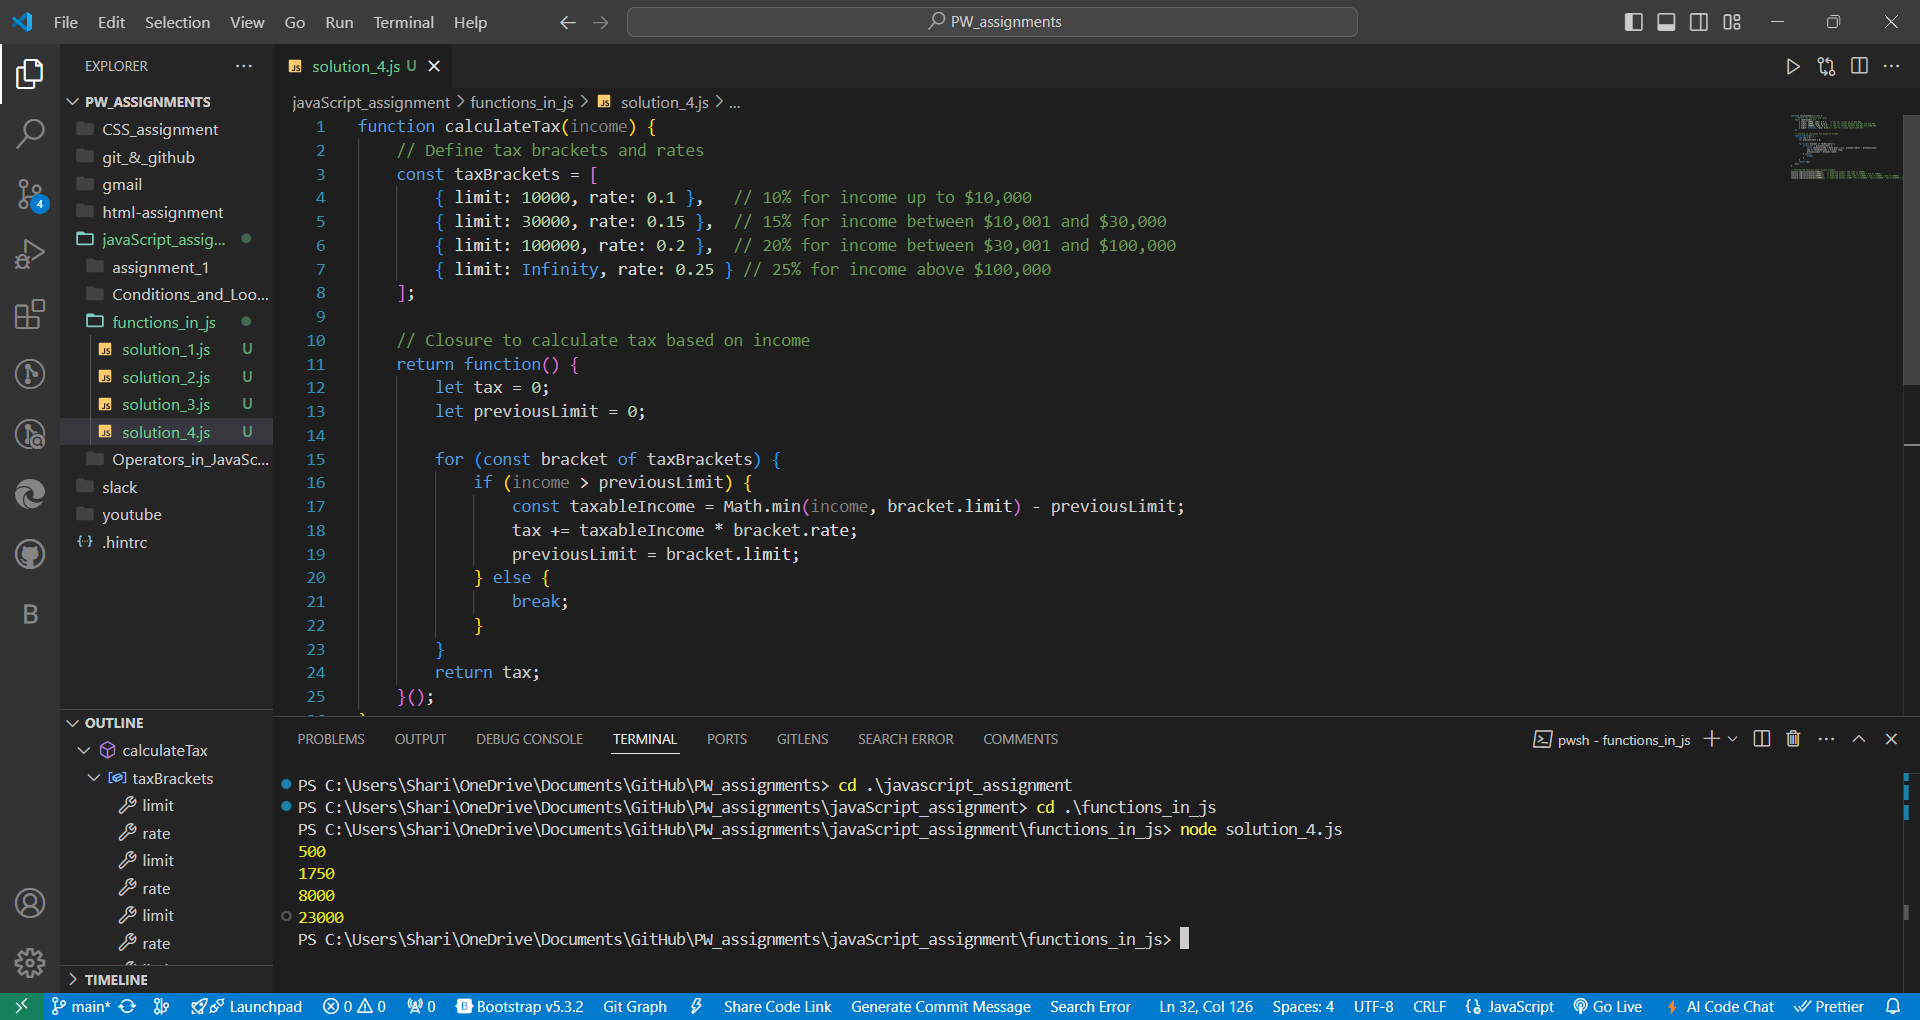 File Edit Selection View Go Run Terminal Help
PW_assignments
EXPLORER
PW_ASSIGNMENTS
CSS_assignment
git_&_github
gmail
html-assignment
javaScript_assig...
assignment_1
Conditions_and_Loo...
functions_in_js
solution_1.js U
solution_2.js U
solution_3.js U
solution_4.js U
Operators_in_JavaSc...
slack
youtube
.hintrc
4
B
OUTLINE
calculateTax
taxBrackets
limit
rate
limit
rate
limit
rate
TIMELINE
JS solution_4.js U
javaScript_assignment > functions_in_js > JS solution_4.js > ...
1 function calculateTax(income) {
2 // Define tax brackets and rates
3 const taxBrackets = [
4 { limit: 10000, rate: 0.1 }, // 10% for income up to $10,000
5 { limit: 30000, rate: 0.15 }, // 15% for income between $10,001 and $30,000
6 { limit: 100000, rate: 0.2 }, // 20% for income between $30,001 and $100,000
7 { limit: Infinity, rate: 0.25 } // 25% for income above $100,000
8 ];
9
10 // Closure to calculate tax based on income
11 return function() {
12 let tax = 0;
13 let previousLimit = 0;
14
15 for (const bracket of taxBrackets) {
16 if (income > previousLimit) {
17 const taxableIncome = Math.min(income, bracket.limit) - previousLimit;
18 tax += taxableIncome * bracket.rate;
19 previousLimit = bracket.limit;
20 } else {
21 break;
22 }
23 }
24 return tax;
25 }();
PROBLEMS OUTPUT DEBUG CONSOLE TERMINAL PORTS GITLENS SEARCH ERROR COMMENTS
pwsh - functions_in_js
PS C:\Users\Shari\OneDrive\Documents\GitHub\PW_assignments> cd .\javascript_assignment
PS C:\Users\Shari\OneDrive\Documents\GitHub\PW_assignments\javaScript_assignment> cd .\functions_in_js
PS C:\Users\Shari\OneDrive\Documents\GitHub\PW_assignments\javaScript_assignment\functions_in_js> node solution_4.js
500
1750
8000
23000
PS C:\Users\Shari\OneDrive\Documents\GitHub\PW_assignments\javaScript_assignment\functions_in_js>
main* Launchpad 0 0 0 Bootstrap v5.3.2 Git Graph Share Code Link Generate Commit Message Search Error Ln 32, Col 126 Spaces: 4 UTF-8 CRLF JavaScript Go Live AI Code Chat Prettier